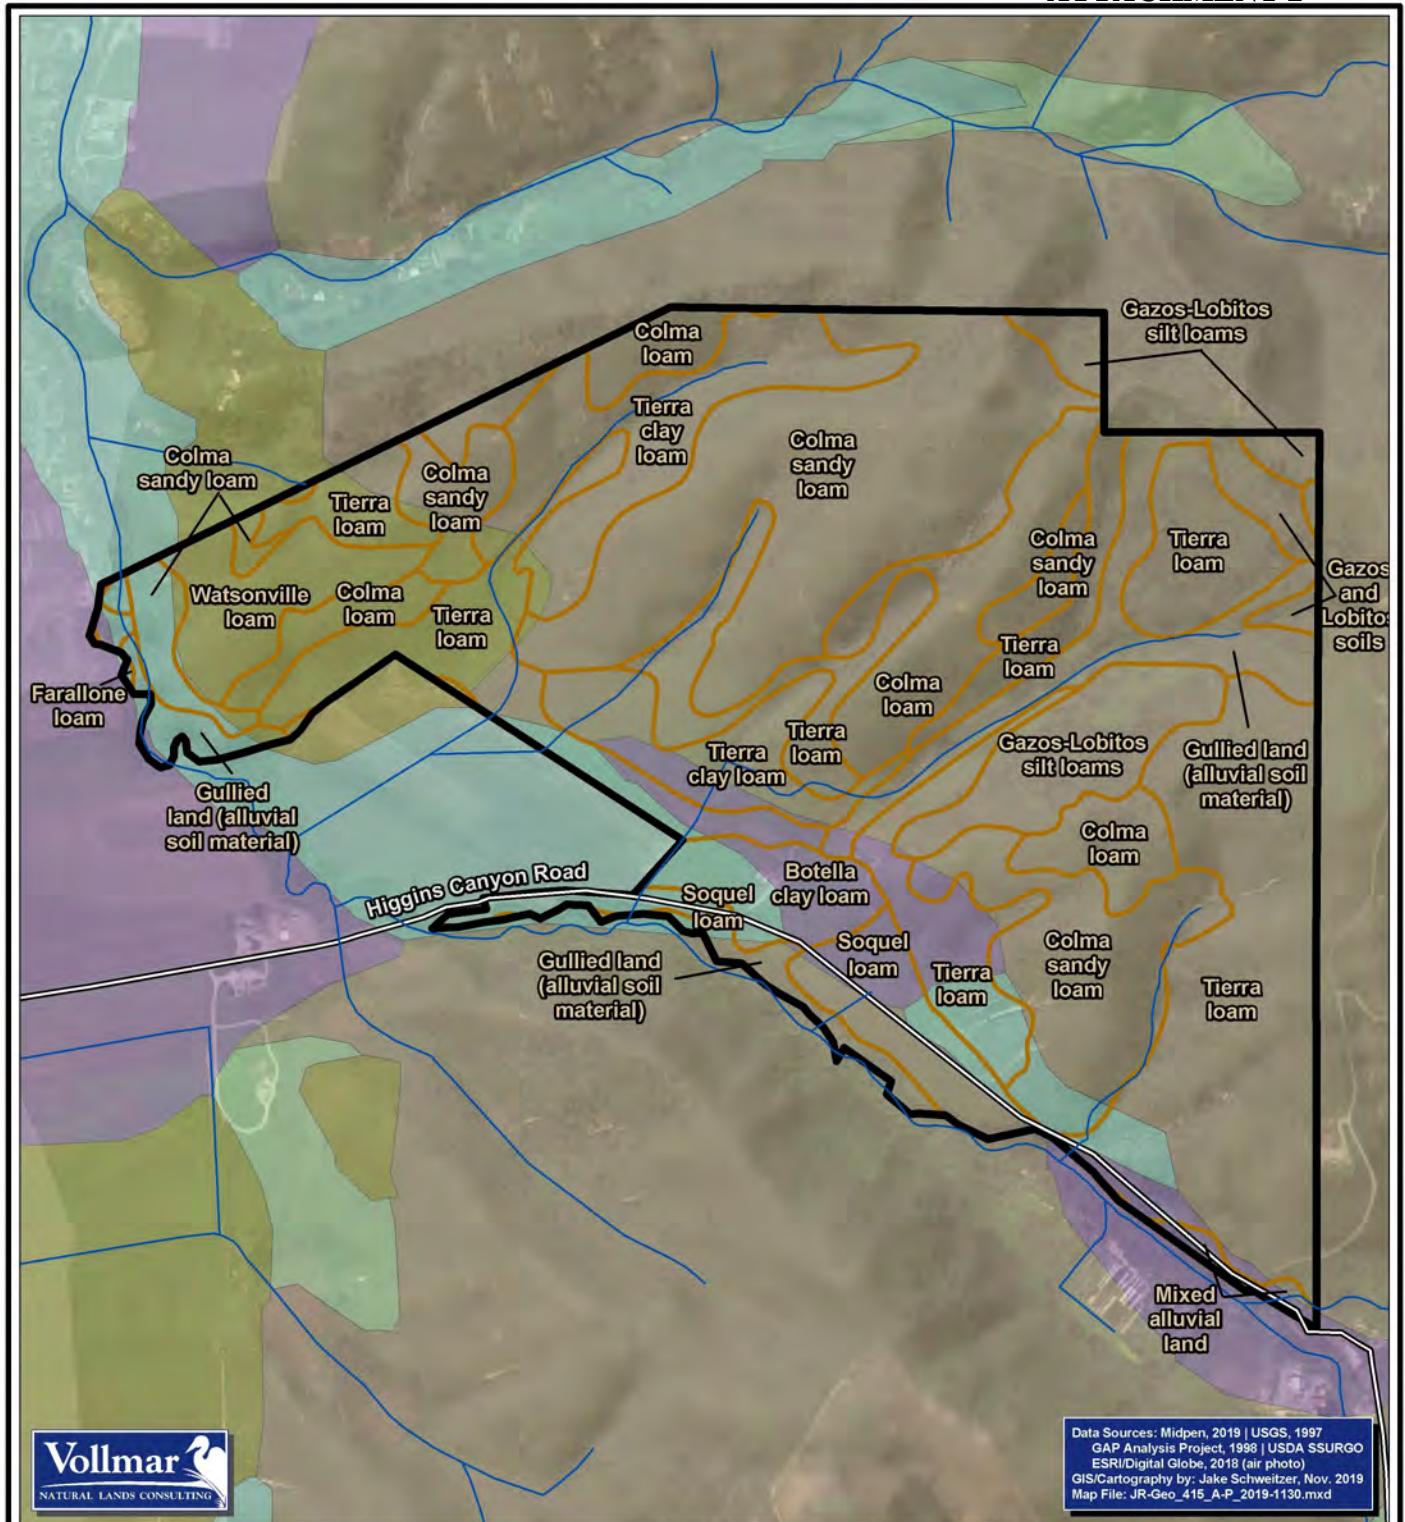 Gazos-Lobitos
silt loams
Colma
loam
Tierra
clay
loam
Colma
sandy
loam
Colma
sandy loam
Colma
sandy
loam
Tierra
loam
Colma
sandy
loam
Tierra
loam
Gazos
and
Lobitos
soils
Watsonville
loam
Colma
loam
Tierra
loam
Tierra
loam
Colma
loam
Farallone
loam
Tierra
loam
Tierra
clay loam
Gazos-Lobitos
silt loams
Gullied land
(alluvial soil
material)
Gullied
land (alluvial
soil material)
Colma
loam
Higgins Canyon Road
Botella
clay loam
Soquel
loam
Soquel
loam
Gullied land
(alluvial soil
material)
Tierra
loam
Colma
sandy
loam
Tierra
loam
Mixed
alluvial
land
Vollmar
NATURAL LANDS CONSULTING
Data Sources: Midpen, 2019 | USGS, 1997
GAP Analysis Project, 1998 | USDA SSURGO
ESRI/Digital Globe, 2018 (air photo)
GIS/Cartography by: Jake Schweitzer, Nov. 2019
Map File: JR-Geo_415_A-P_2019-1130.mxd